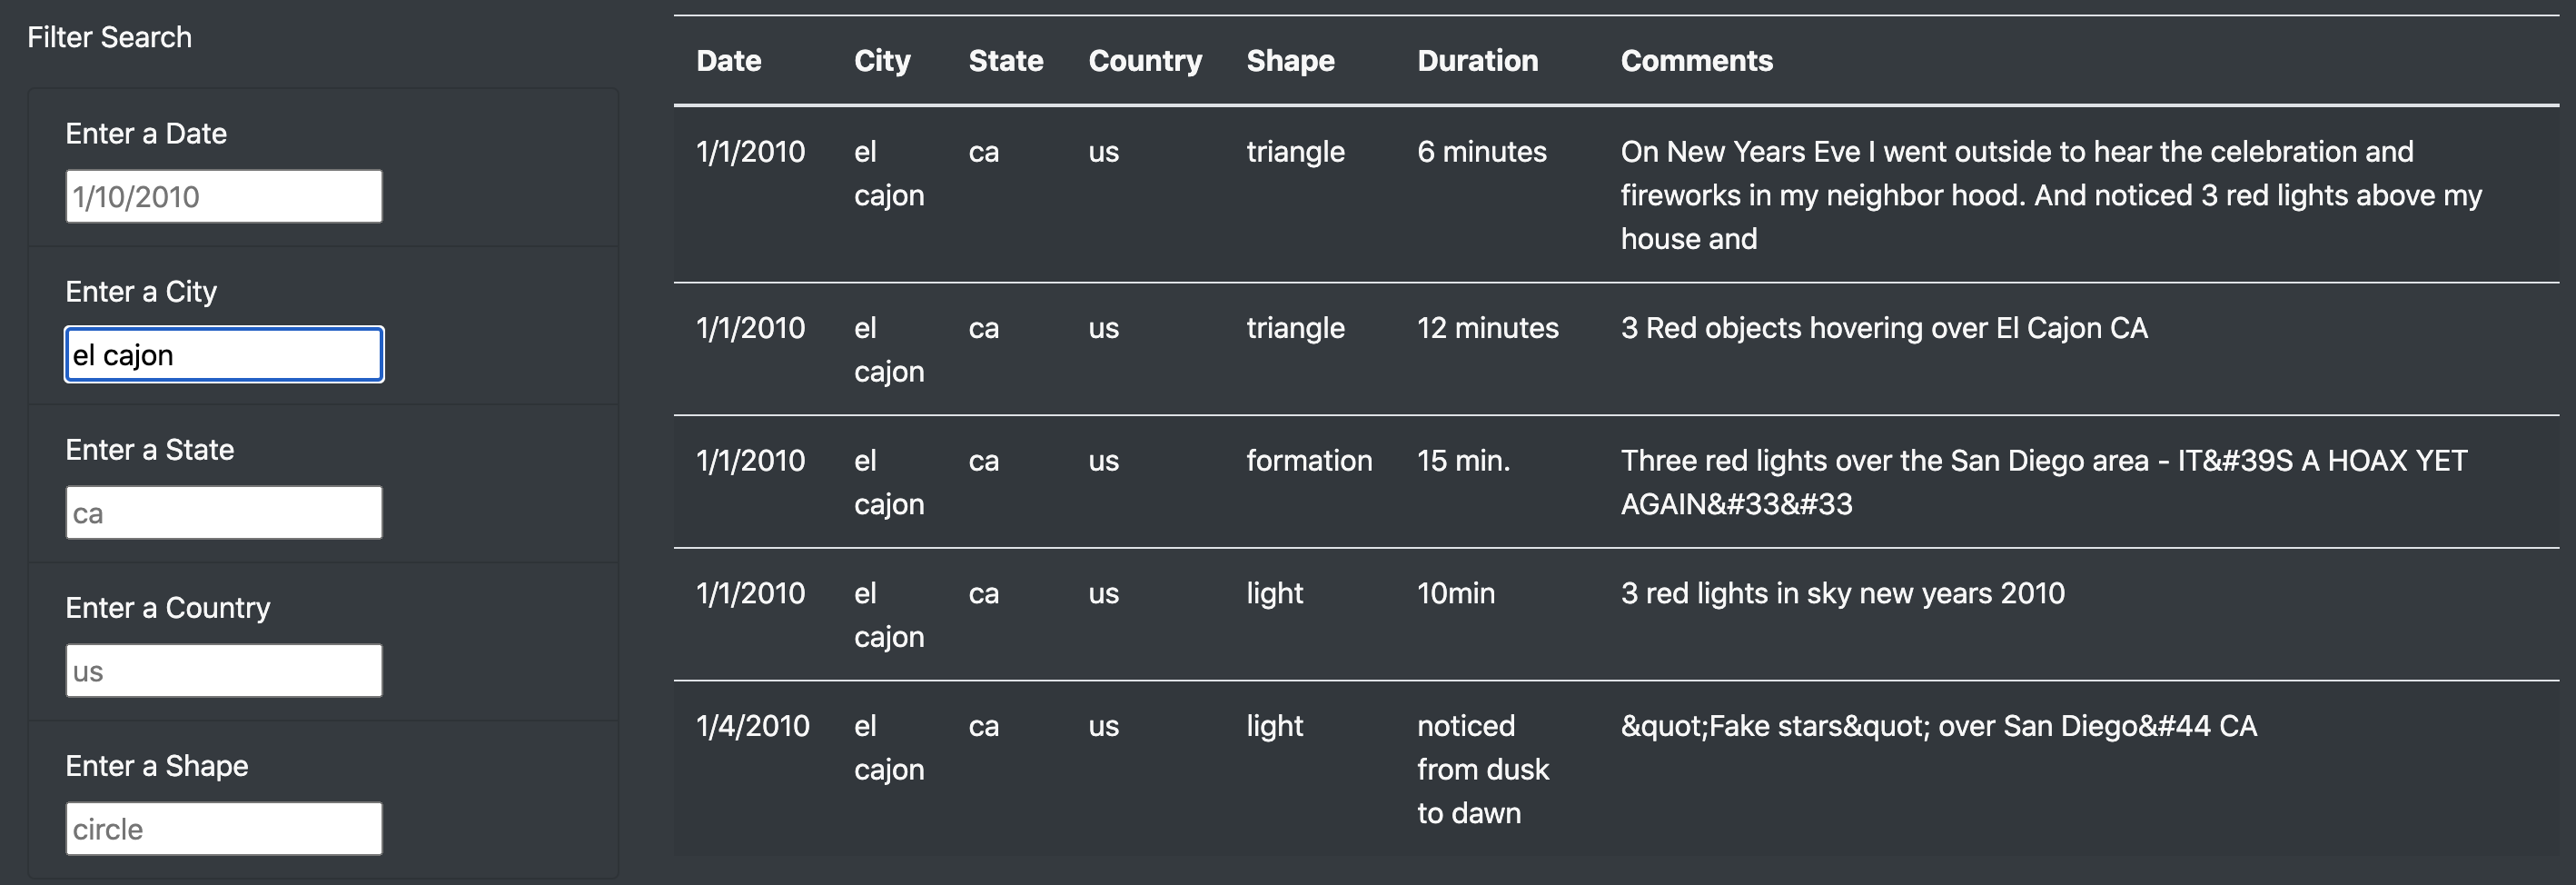 Filter Search
Enter a Date
1/10/2010
Enter a City
el cajon
Enter a State
ca
Enter a Country
us
Enter a Shape
circle
Date City State Country Shape Duration Comments
1/1/2010 el ca us triangle 6 minutes On New Years Eve I went outside to hear the celebration and
cajon fireworks in my neighbor hood. And noticed 3 red lights above my
house and
1/1/2010 el ca us triangle 12 minutes 3 Red objects hovering over El Cajon CA
cajon
1/1/2010 el ca us formation 15 min. Three red lights over the San Diego area - IT&#39S A HOAX YET
cajon AGAIN&#33&#33
1/1/2010 el ca us light 10min 3 red lights in sky new years 2010
cajon
1/4/2010 el ca us light noticed &quot;Fake stars&quot; over San Diego&#44 CA
cajon from dusk
to dawn